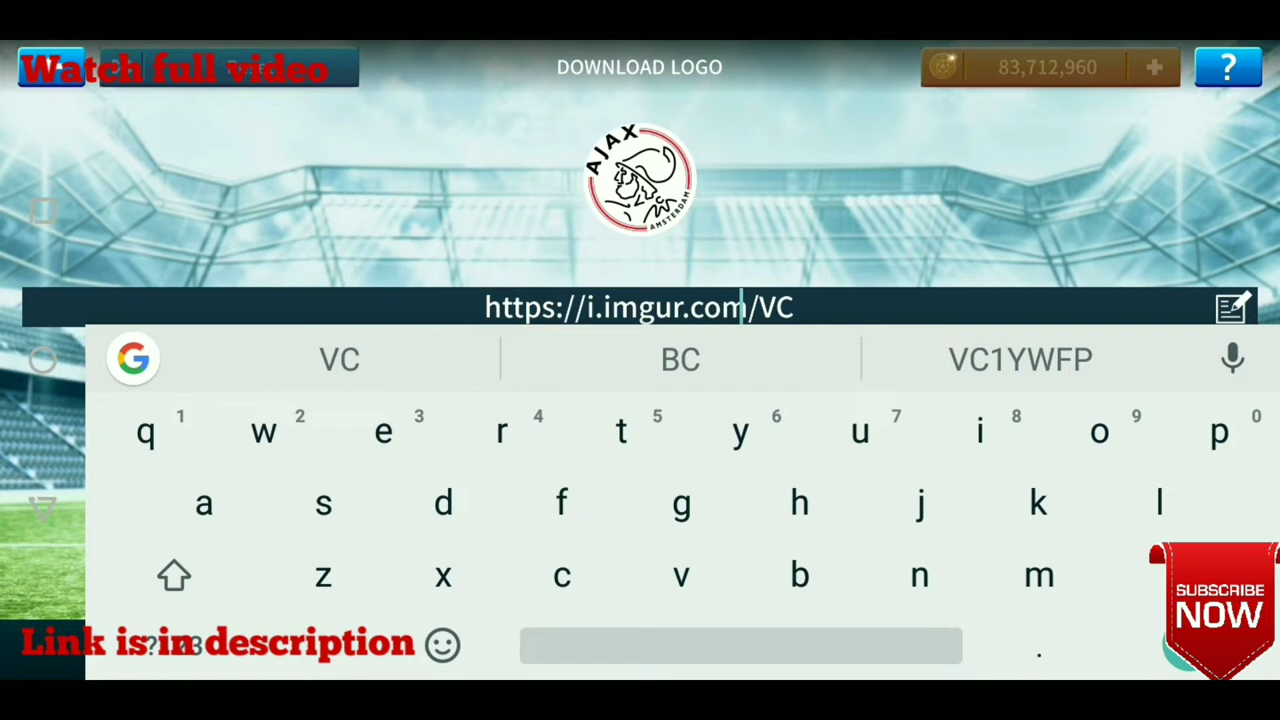 Watch full video
DOWNLOAD LOGO
83,712,960
+
?
AJAX
AMSTERDAM
https://i.imgur.com/VC
G
VC
BC
VC1YWFP
q 1 w 2 e 3 r 4 t 5 y 6 u 7 i 8 o 9 p 0
a s d f g h j k l
z x c v b n m
SUBSCRIBE
NOW
Link is in description
.